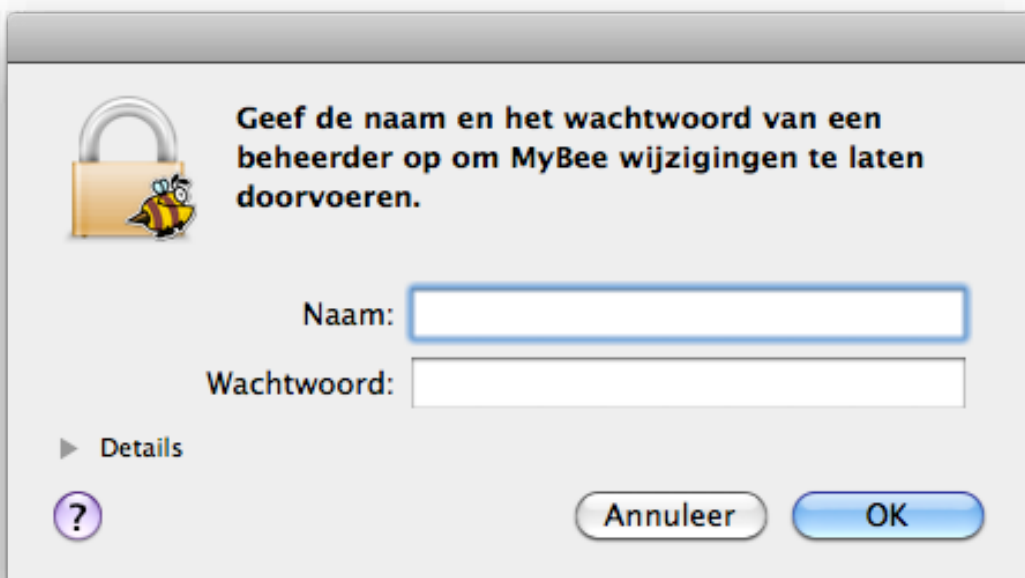 Geef de naam en het wachtwoord van een
beheerder op om MyBee wijzigingen te laten
doorvoeren.
Naam:
Wachtwoord:
Details
?
Annuleer
OK